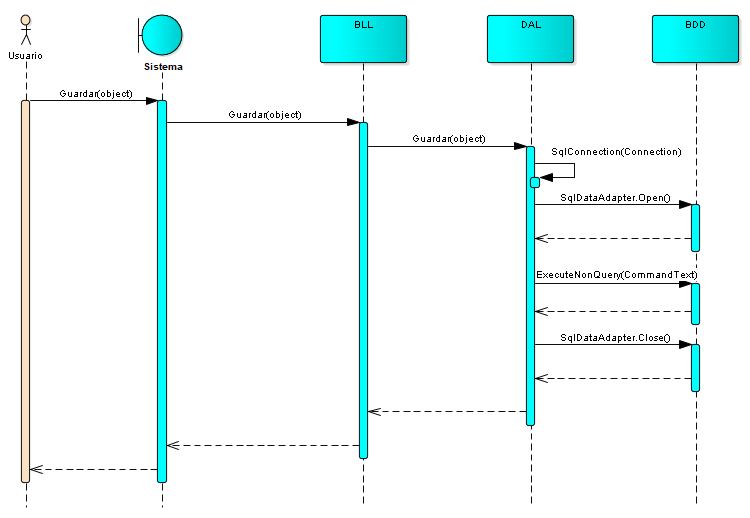 BLL
DAL
BDD
Usuario
Sistema
Guardar(object)
Guardar(object)
Guardar(object)
SqlConnection(Connection)
SqlDataAdapter.Open()
ExecuteNonQuery(CommandText)
SqlDataAdapter.Close()